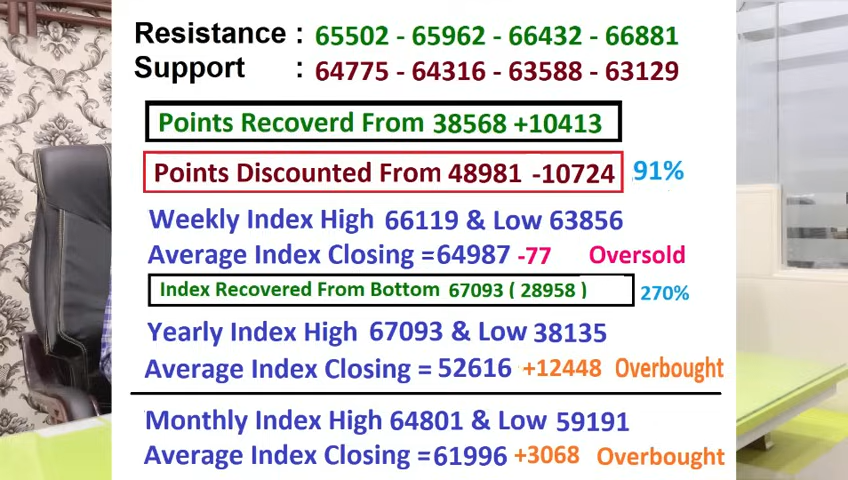 Resistance : 65502 - 65962 - 66432 - 66881
Support : 64775 - 64316 - 63588 - 63129
Points Recoverd From 38568 +10413
Points Discounted From 48981 -10724 91%
Weekly Index High 66119 & Low 63856
Average Index Closing =64987 -77 Oversold
Index Recovered From Bottom 67093 ( 28958 ) 270%
Yearly Index High 67093 & Low 38135
Average Index Closing = 52616 +12448 Overbought
Monthly Index High 64801 & Low 59191
Average Index Closing =61996 +3068 Overbought